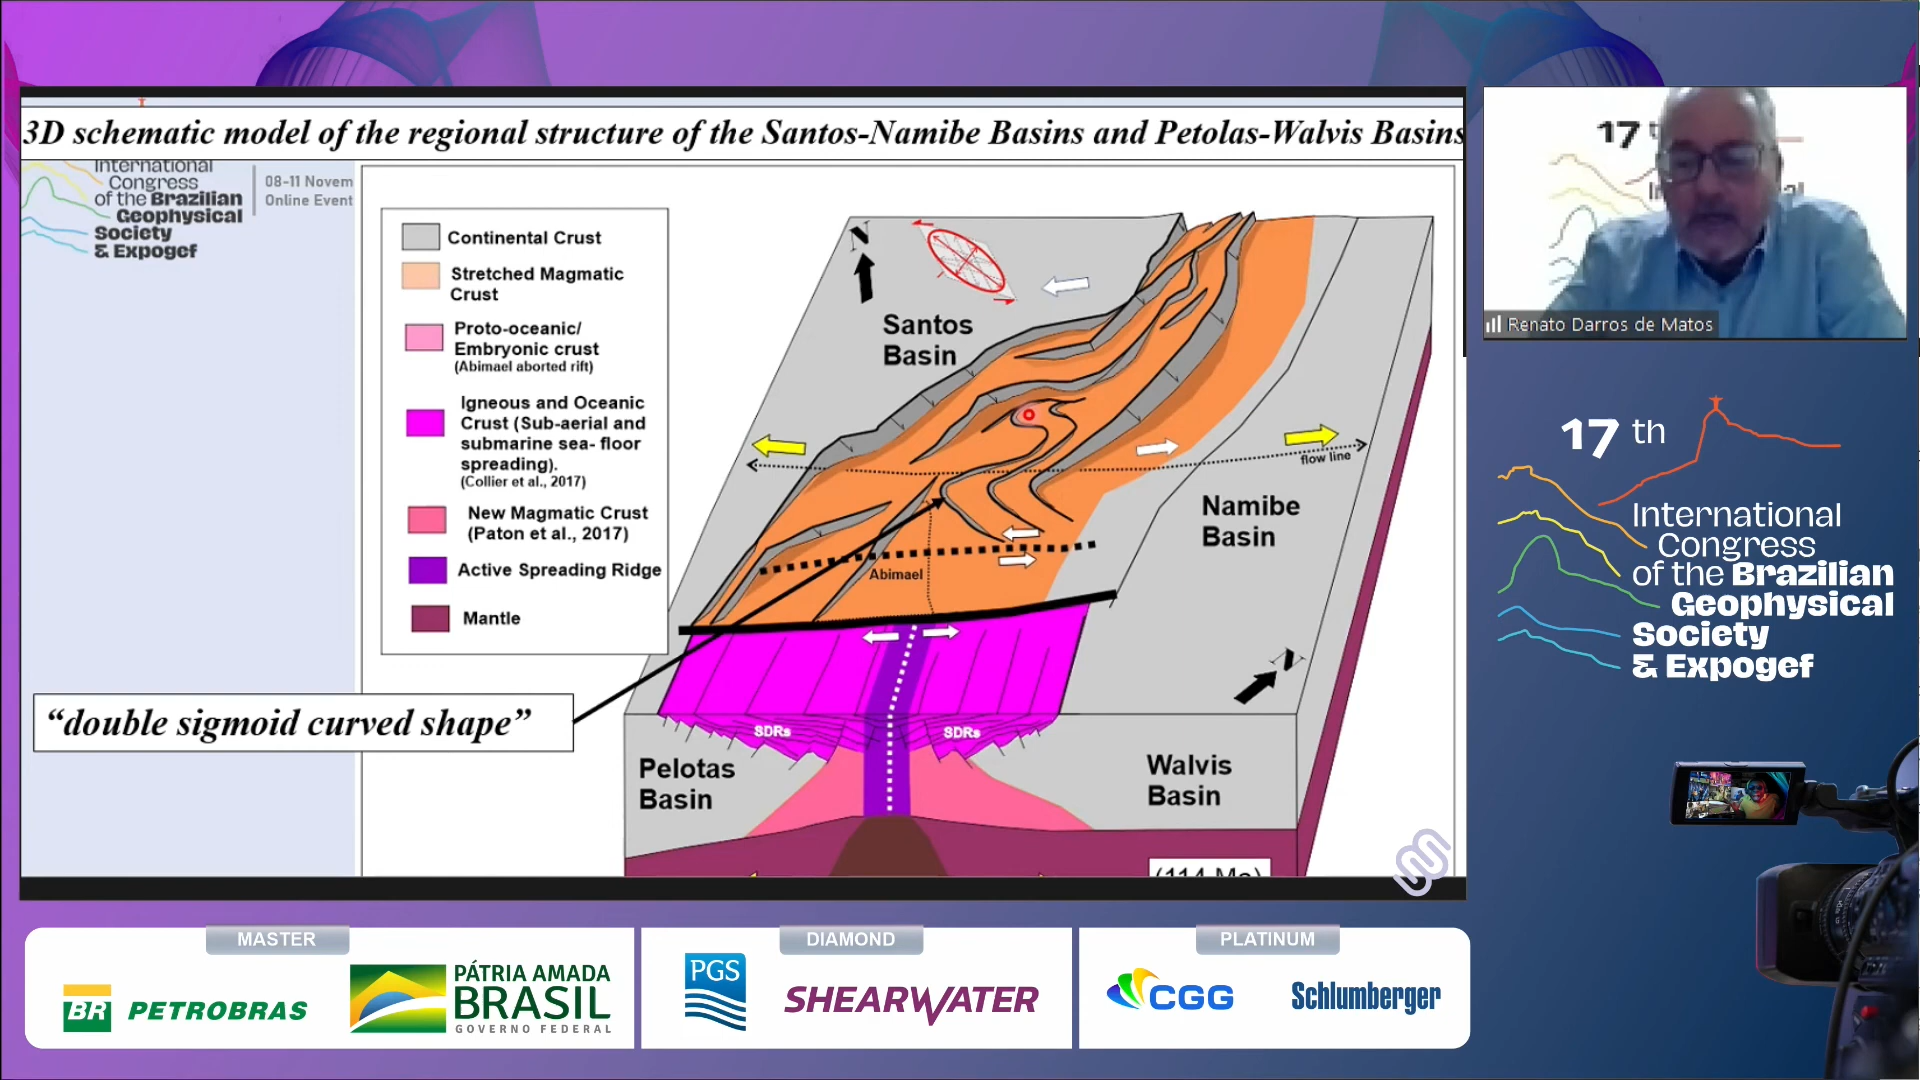 3D schematic model of the regional structure of the Santos-Namibe Basins and Petolas-Walvis Basins
International
Congress
of the Brazilian
Geophysical
Society
& Expogef
08-11 Novem
Online Event
Continental Crust
Stretched Magmatic
Crust
Proto-oceanic/
Embryonic crust
(Abimael aborted rift)
Igneous and Oceanic
Crust (Sub-aerial and
submarine sea- floor
spreading).
(Collier et al., 2017)
New Magmatic Crust
(Paton et al., 2017)
Active Spreading Ridge
Mantle
“double sigmoid curved shape”
N
Santos
Basin
flow line
Namibe
Basin
Abimael
N
SDRs
SDRs
Pelotas
Basin
Walvis
Basin
(114 Ma)
17
Renato Darros de Matos
17 th
International
Congress
of the Brazilian
Geophysical
Society
& Expogef
MASTER
BR PETROBRAS
PÁTRIA AMADA
BRASIL
GOVERNO FEDERAL
DIAMOND
PGS
SHEARWATER
PLATINUM
CGG
Schlumberger